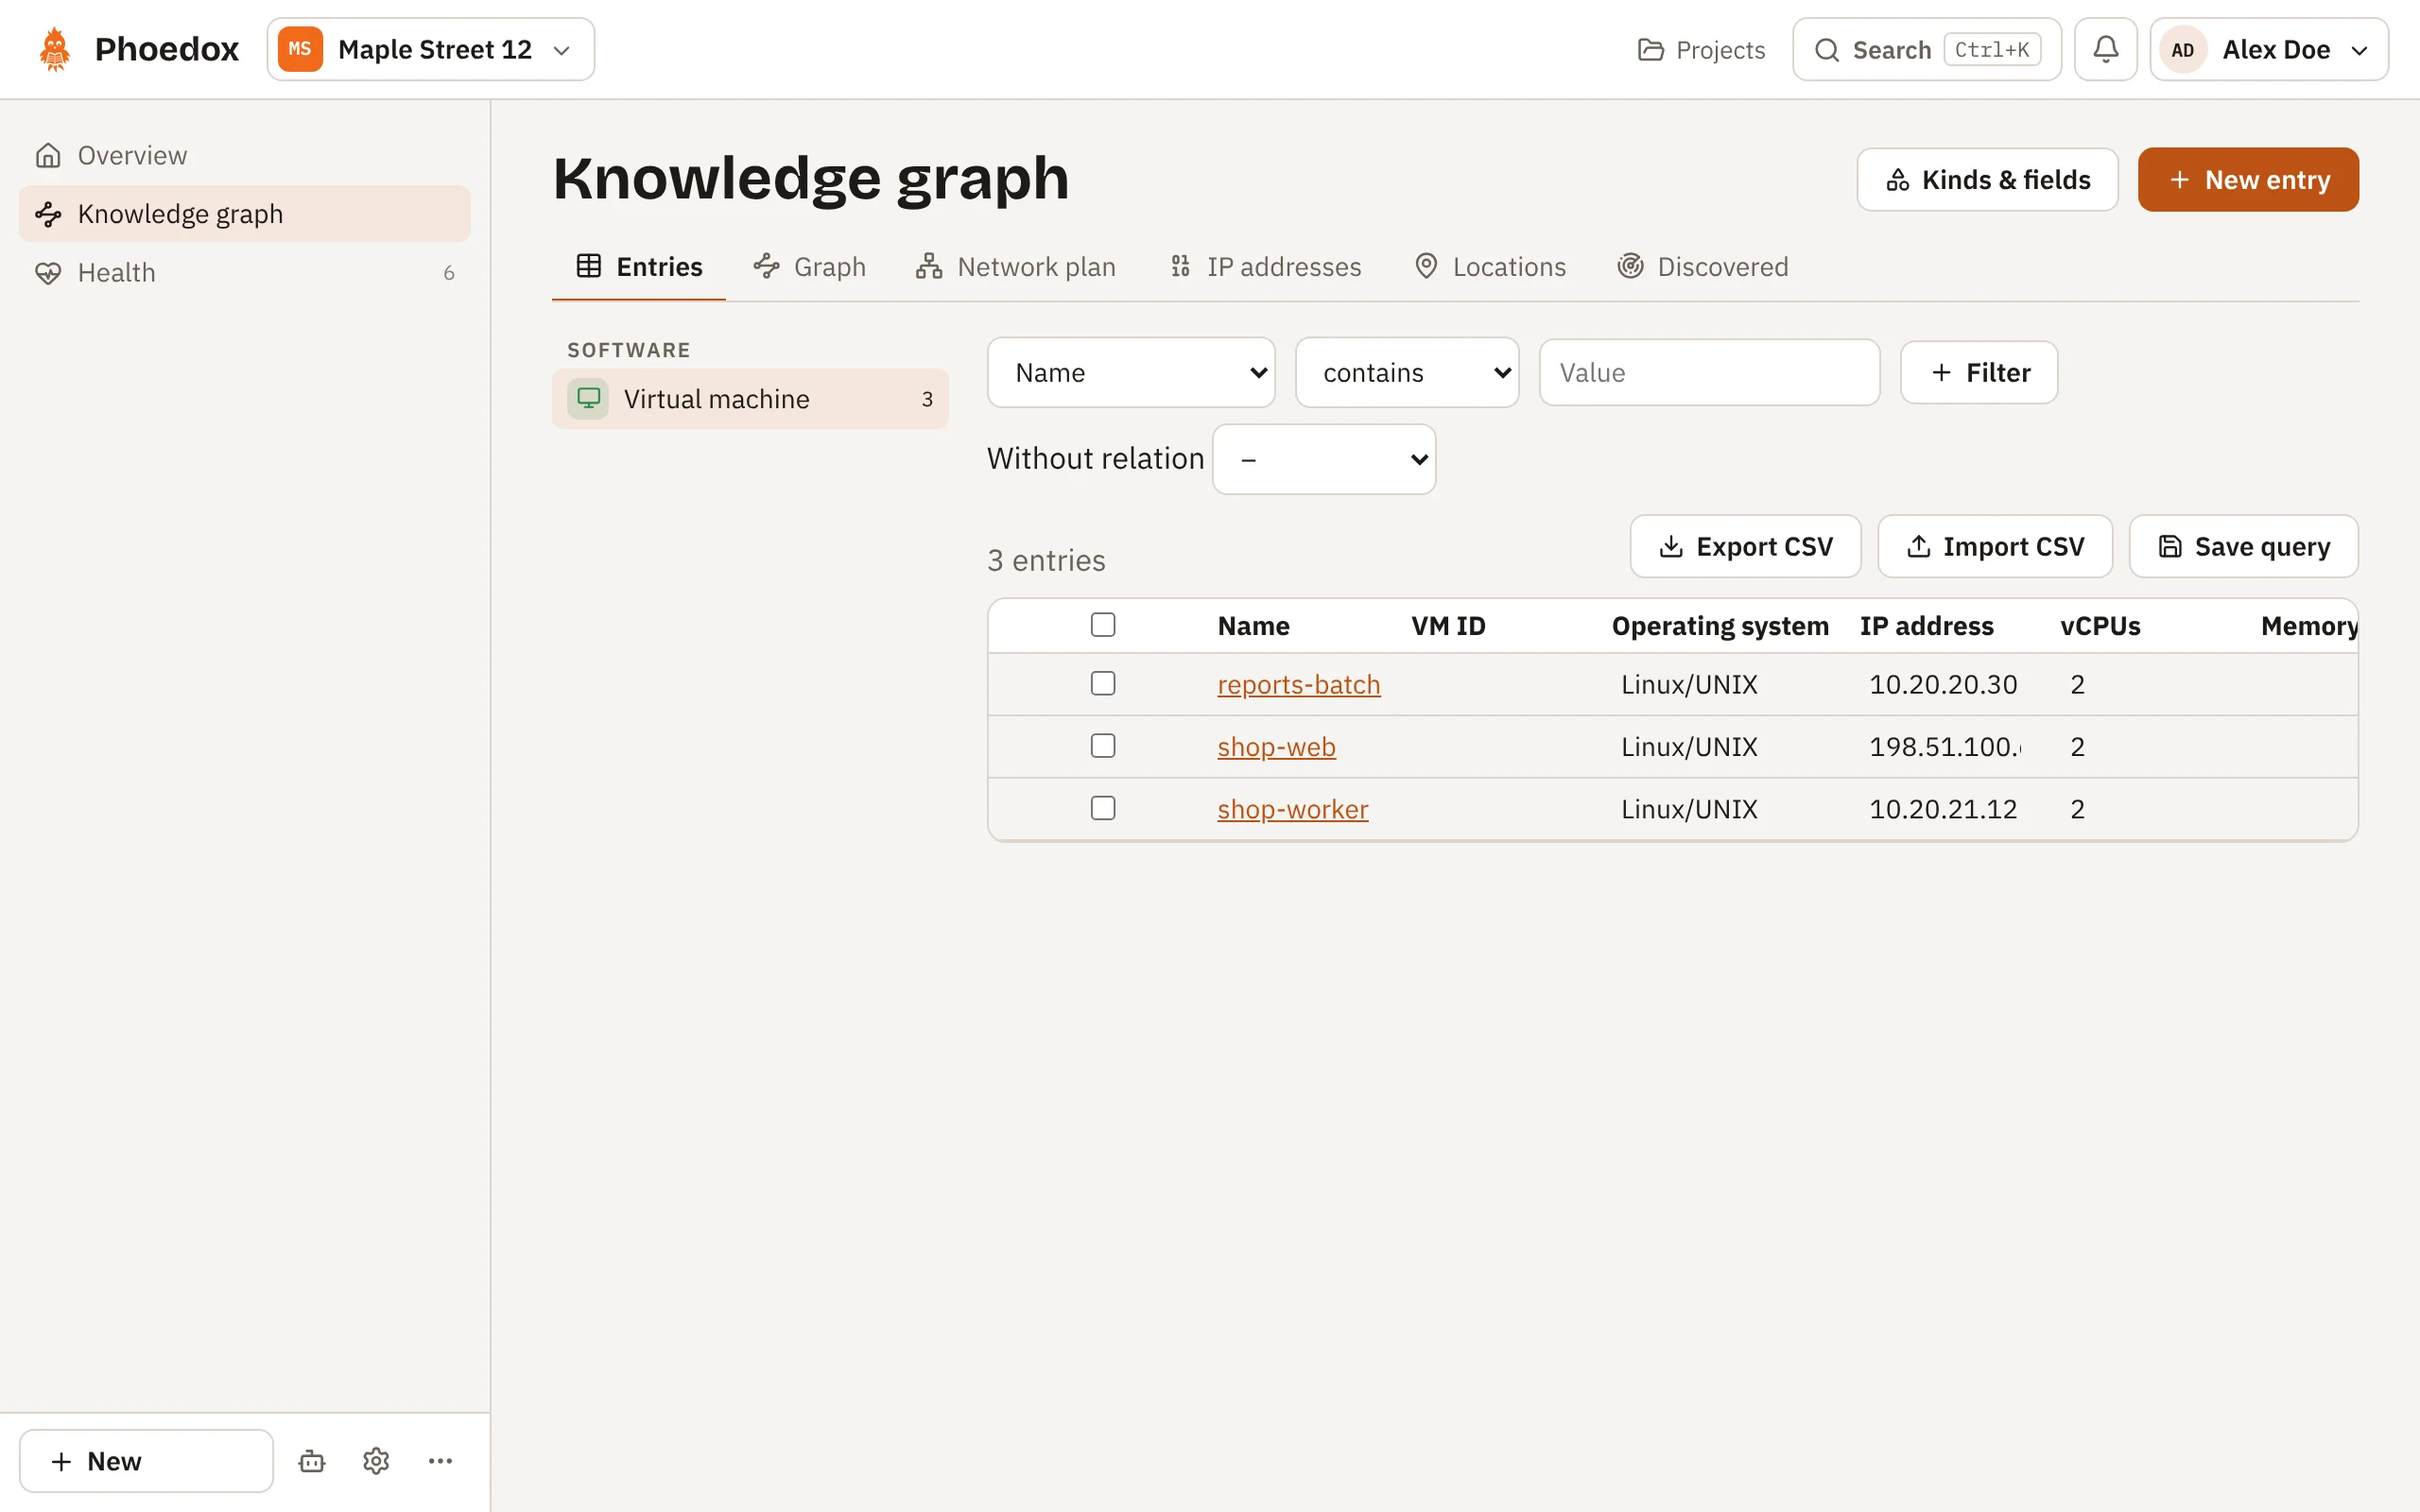 Phoedox
MS Maple Street 12
Projects
Search Ctrl+K
AD Alex Doe
Overview
Knowledge graph
Health 6
Knowledge graph
Kinds & fields
New entry
Entries
Graph
Network plan
IP addresses
Locations
Discovered
SOFTWARE
Virtual machine 3
Name
contains
Value
Filter
Without relation –
3 entries
Export CSV
Import CSV
Save query
Name VM ID Operating system IP address vCPUs Memory
reports-batch Linux/UNIX 10.20.20.30 2
shop-web Linux/UNIX 198.51.100. 2
shop-worker Linux/UNIX 10.20.21.12 2
New